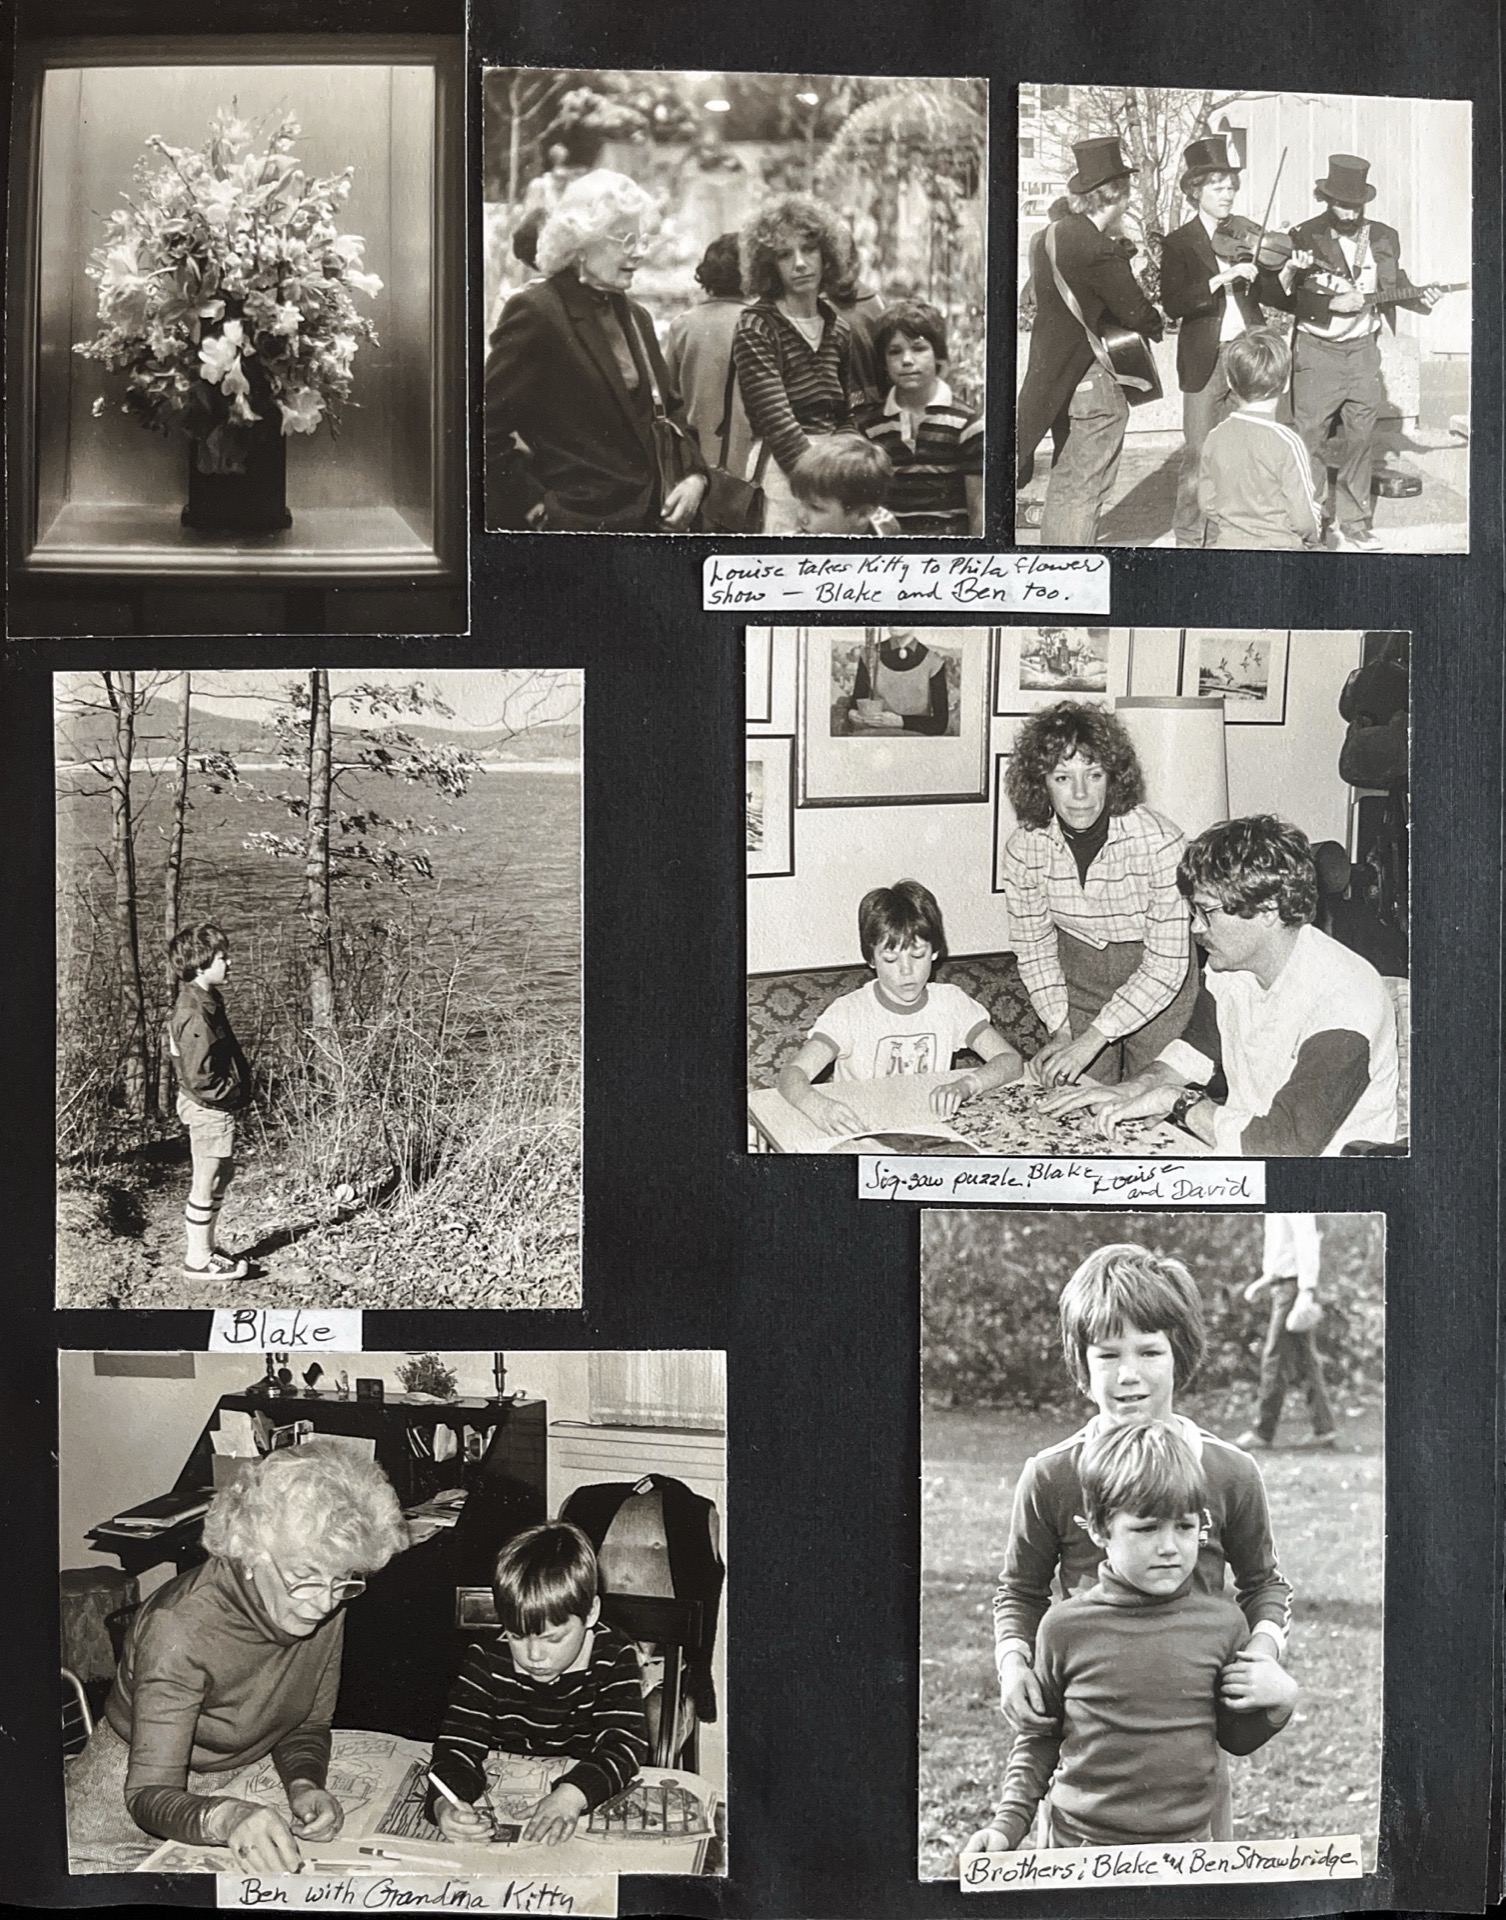 Louise takes Kitty to Phila flower
show — Blake and Ben too.
Jig-saw puzzle. Blake Louise
and David
Blake
Brothers; Blake and Ben Strawbridge
Ben with Grandma Kitty